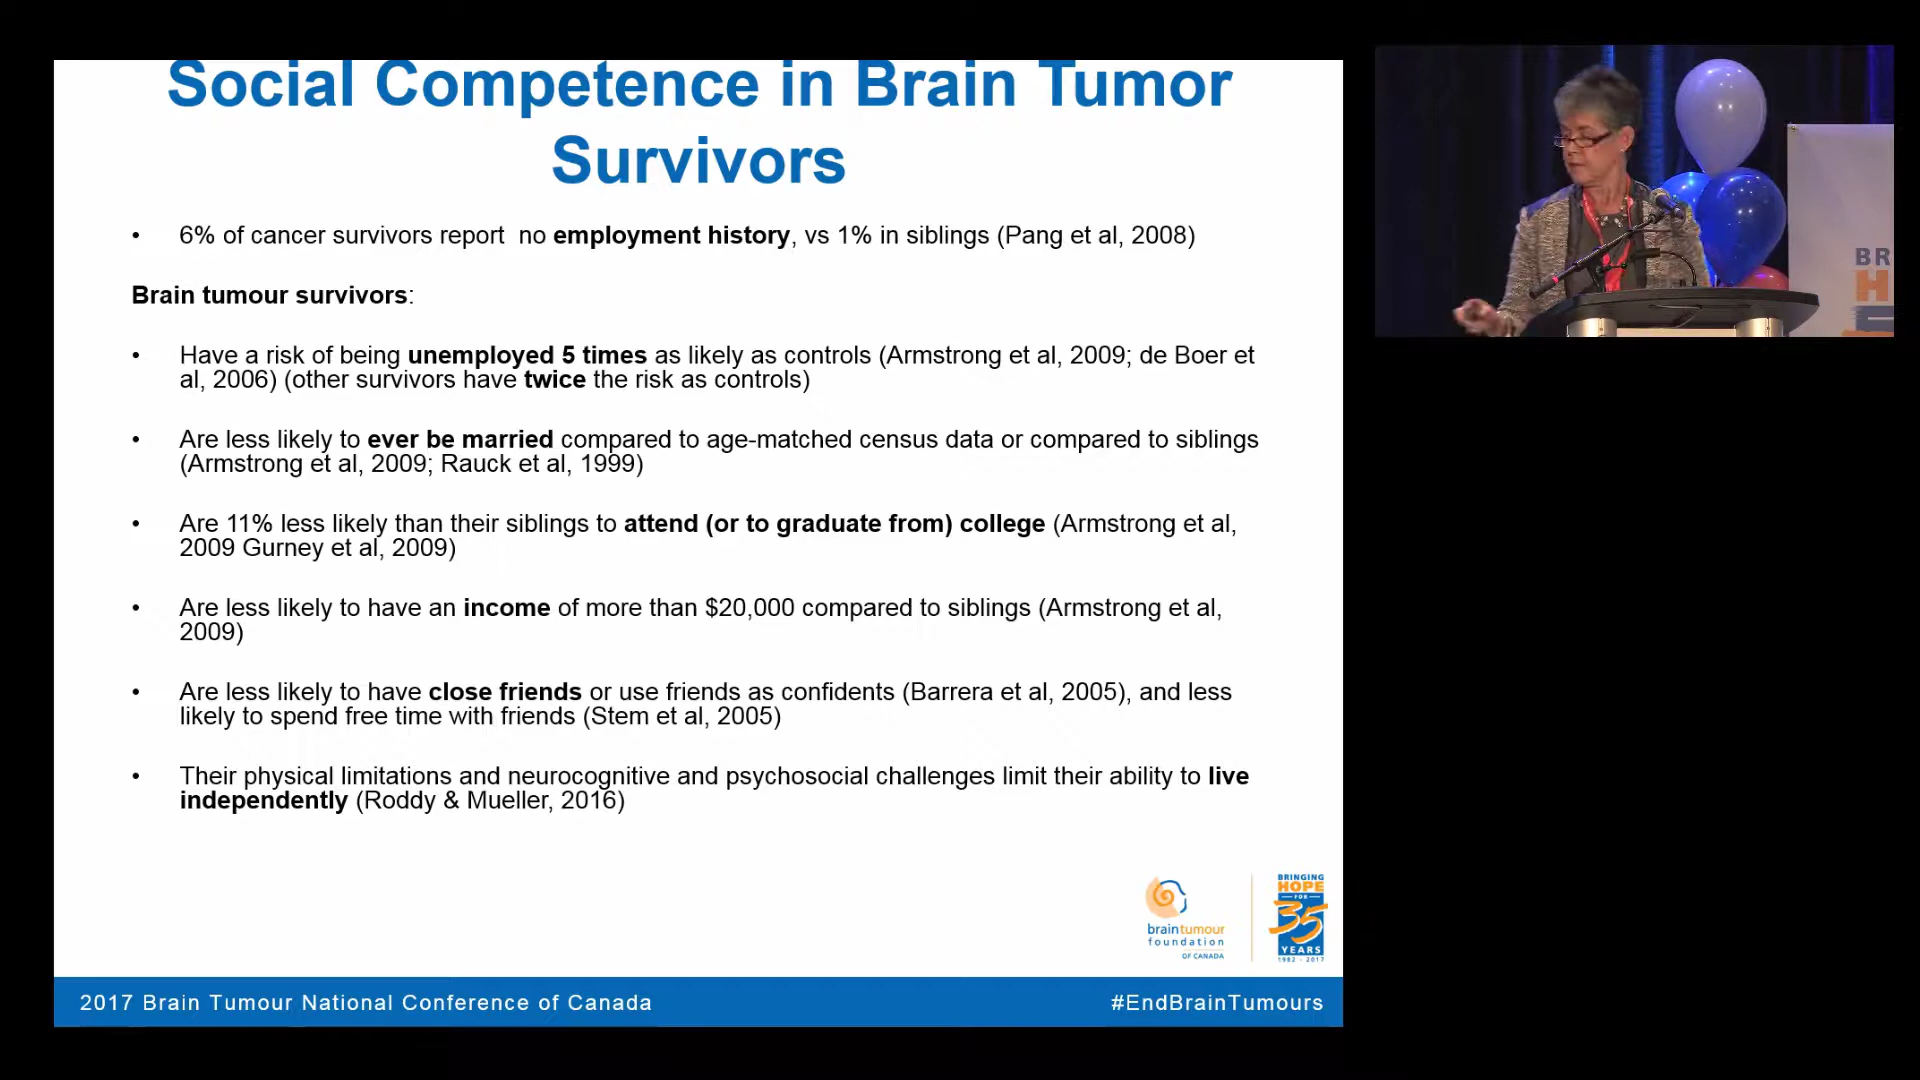 Social Competence in Brain Tumor
Survivors
• 6% of cancer survivors report no employment history, vs 1% in siblings (Pang et al, 2008)
Brain tumour survivors:
• Have a risk of being unemployed 5 times as likely as controls (Armstrong et al, 2009; de Boer et
al, 2006) (other survivors have twice the risk as controls)
• Are less likely to ever be married compared to age-matched census data or compared to siblings
(Armstrong et al, 2009; Rauck et al, 1999)
• Are 11% less likely than their siblings to attend (or to graduate from) college (Armstrong et al,
2009 Gurney et al, 2009)
• Are less likely to have an income of more than $20,000 compared to siblings (Armstrong et al,
2009)
• Are less likely to have close friends or use friends as confidents (Barrera et al, 2005), and less
likely to spend free time with friends (Stem et al, 2005)
• Their physical limitations and neurocognitive and psychosocial challenges limit their ability to live
independently (Roddy & Mueller, 2016)
braintumour
foundation
OF CANADA
BRINGING
HOPE
FOR
35
YEARS
1982 - 2017
2017 Brain Tumour National Conference of Canada
#EndBrainTumours
BR
H